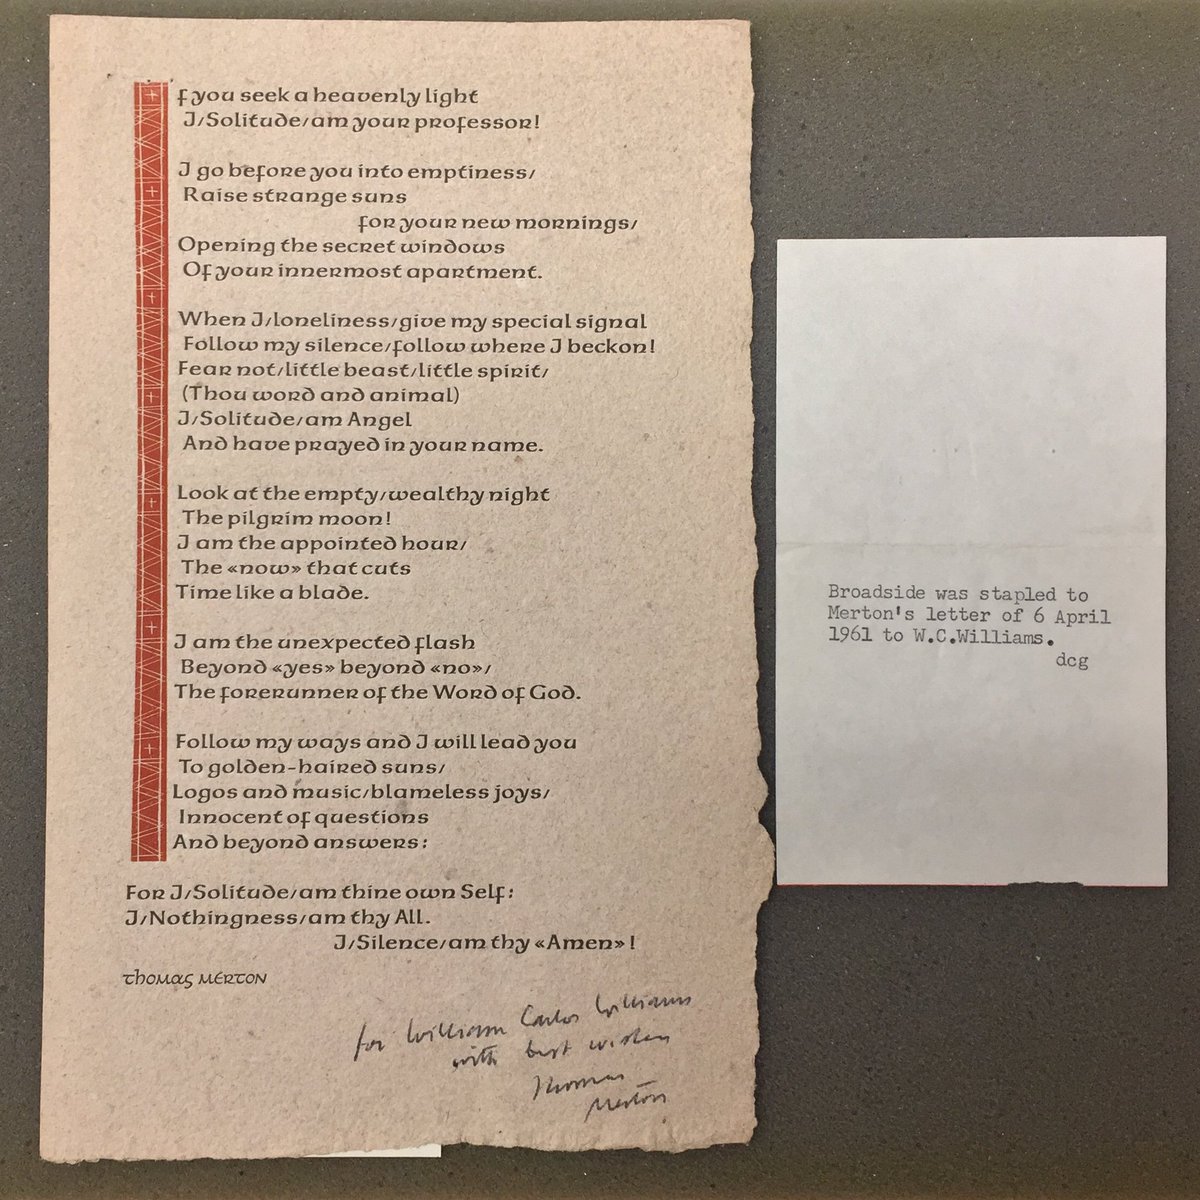 If you seek a heavenly light
I/Solitude/am your professor!
I go before you into emptiness/
Raise strange suns
for your new mornings/
Opening the secret windows
Of your innermost apartment.
When I/loneliness/give my special signal
Follow my silence/follow where I beckon!
Fear not/little beast/little spirit/
(Thou word and animal)
I/Solitude/am Angel
And have prayed in your name.
Look at the empty/wealthy night
The pilgrim moon!
I am the appointed hour/
The «now» that cuts
Time like a blade.
I am the unexpected flash
Beyond «yes» beyond «no»/
The forerunner of the Word of God.
Follow my ways and I will lead you
To golden-haired suns/
Logos and music/blameless joys/
Innocent of questions
And beyond answers:
For I/Solitude/am thine own Self:
I/Nothingness/am thy All.
I/Silence/am thy «Amen»!
Thomas Merton
for William Carlos Williams
with best wishes
Thomas
Merton
Broadside was stapled to
Merton's letter of 6 April
1961 to W.C.Williams.
dcg